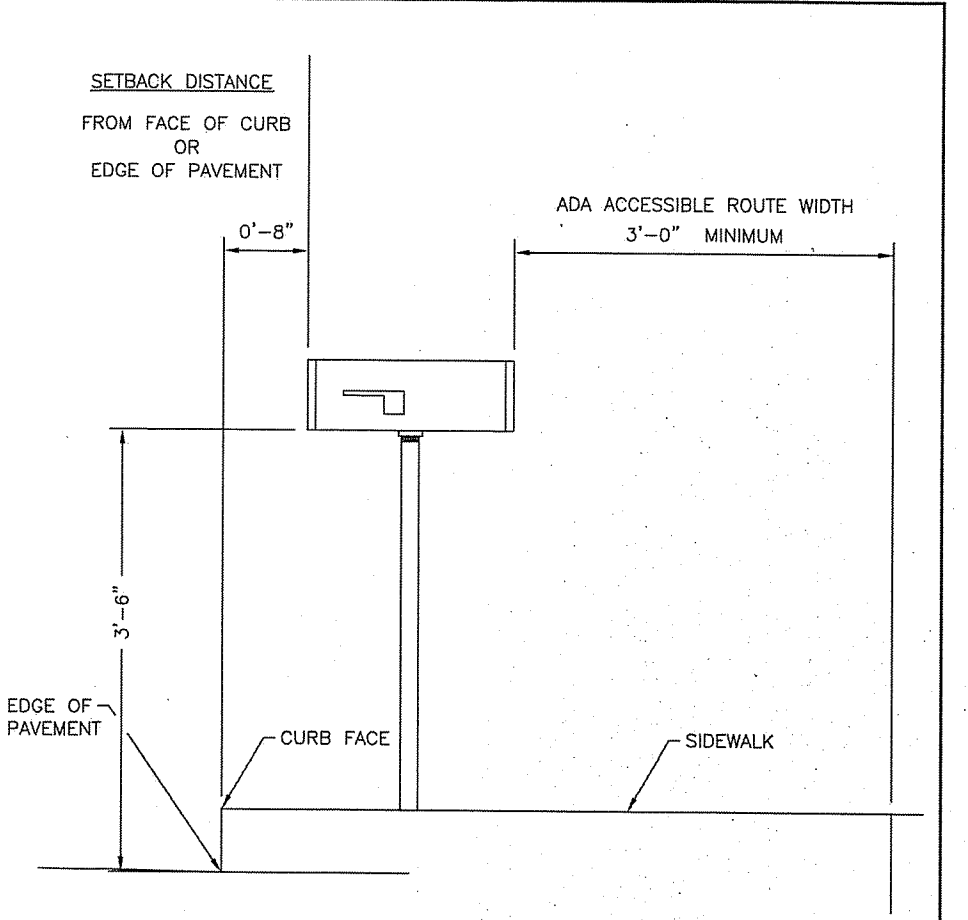 SETBACK DISTANCE
FROM FACE OF CURB
OR
EDGE OF PAVEMENT
0'-8"
ADA ACCESSIBLE ROUTE WIDTH
3'-0" MINIMUM
3'-6"
EDGE OF
PAVEMENT
CURB FACE
SIDEWALK